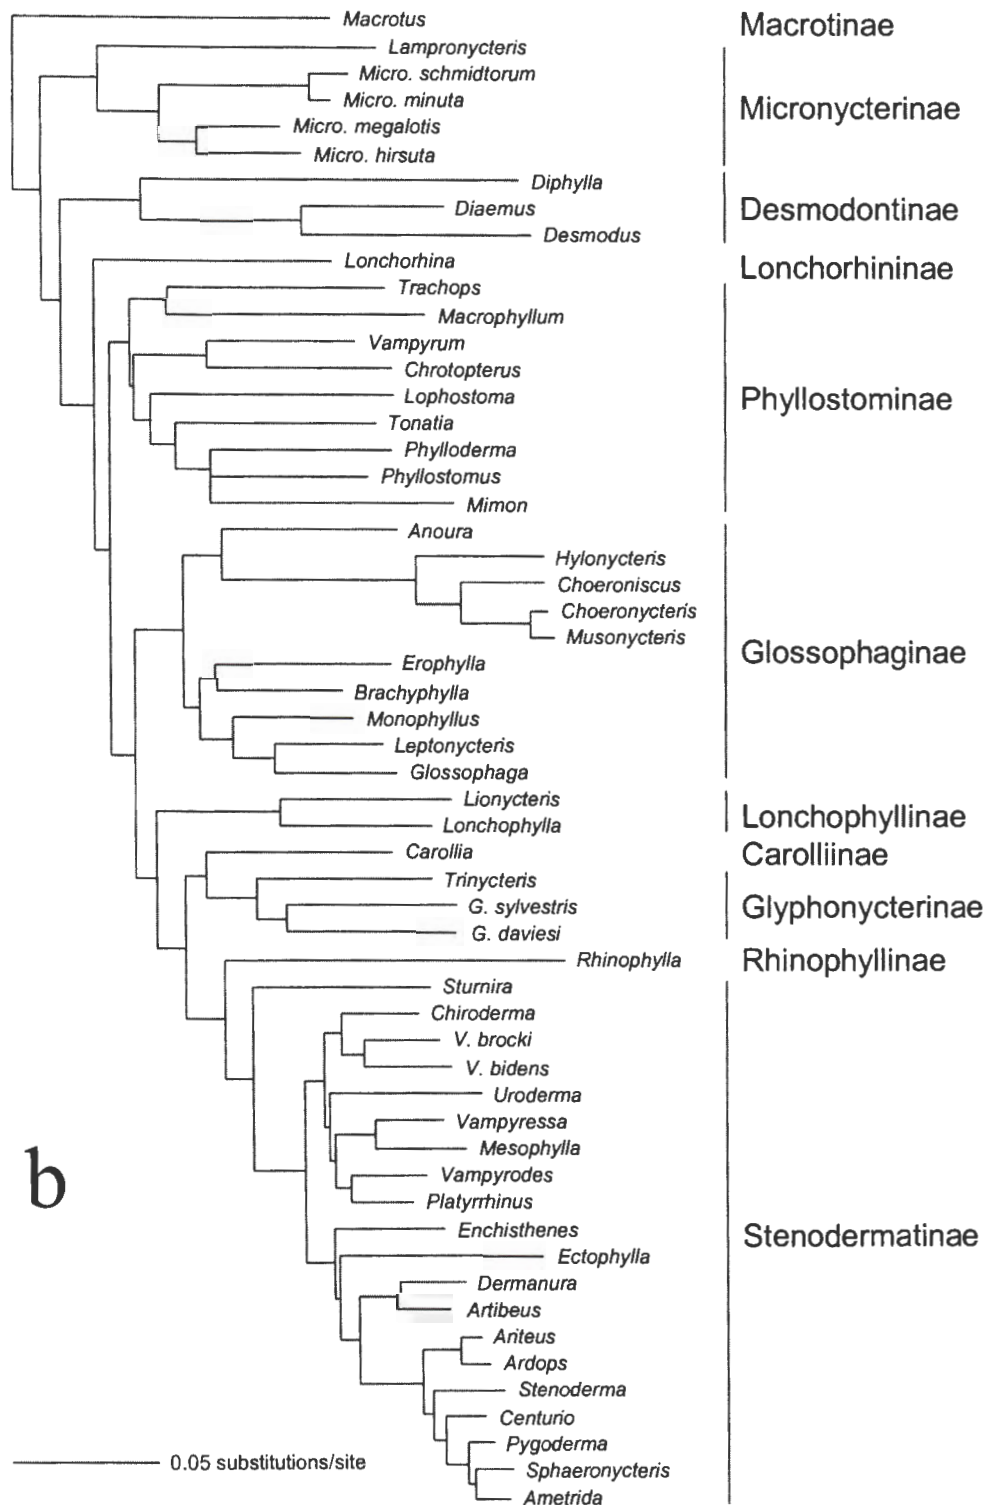 Macrotus
Macrotinae
Lampronycteris
Micro. schmidtorum
Micro. minuta
Micronycterinae
Micro. megalotis
Micro. hirsuta
Diphylla
Diaemus
Desmodontinae
Desmodus
Lonchorhina
Lonchorhininae
Trachops
Macrophyllum
Vampyrum
Chrotopterus
Lophostoma
Phyllostominae
Tonatia
Phylloderma
Phyllostomus
Mimon
Anoura
Hylonycteris
Choeroniscus
Choeronycteris
Musonycteris
Glossophaginae
Erophylla
Brachyphylla
Monophyllus
Leptonycteris
Glossophaga
Lionycteris
Lonchophyllinae
Lonchophylla
Carollia
Carolliinae
Trinycteris
G. sylvestris
Glyphonycterinae
G. daviesi
Rhinophylla
Rhinophyllinae
Sturnira
Chiroderma
V. brocki
V. bidens
Uroderma
Vampyressa
Mesophylla
Vampyrodes
b
Platyrrhinus
Enchisthenes
Stenodermatinae
Ectophylla
Dermanura
Artibeus
Ariteus
Ardops
Stenoderma
Centurio
Pygoderma
0.05 substitutions/site
Sphaeronycteris
Ametrida